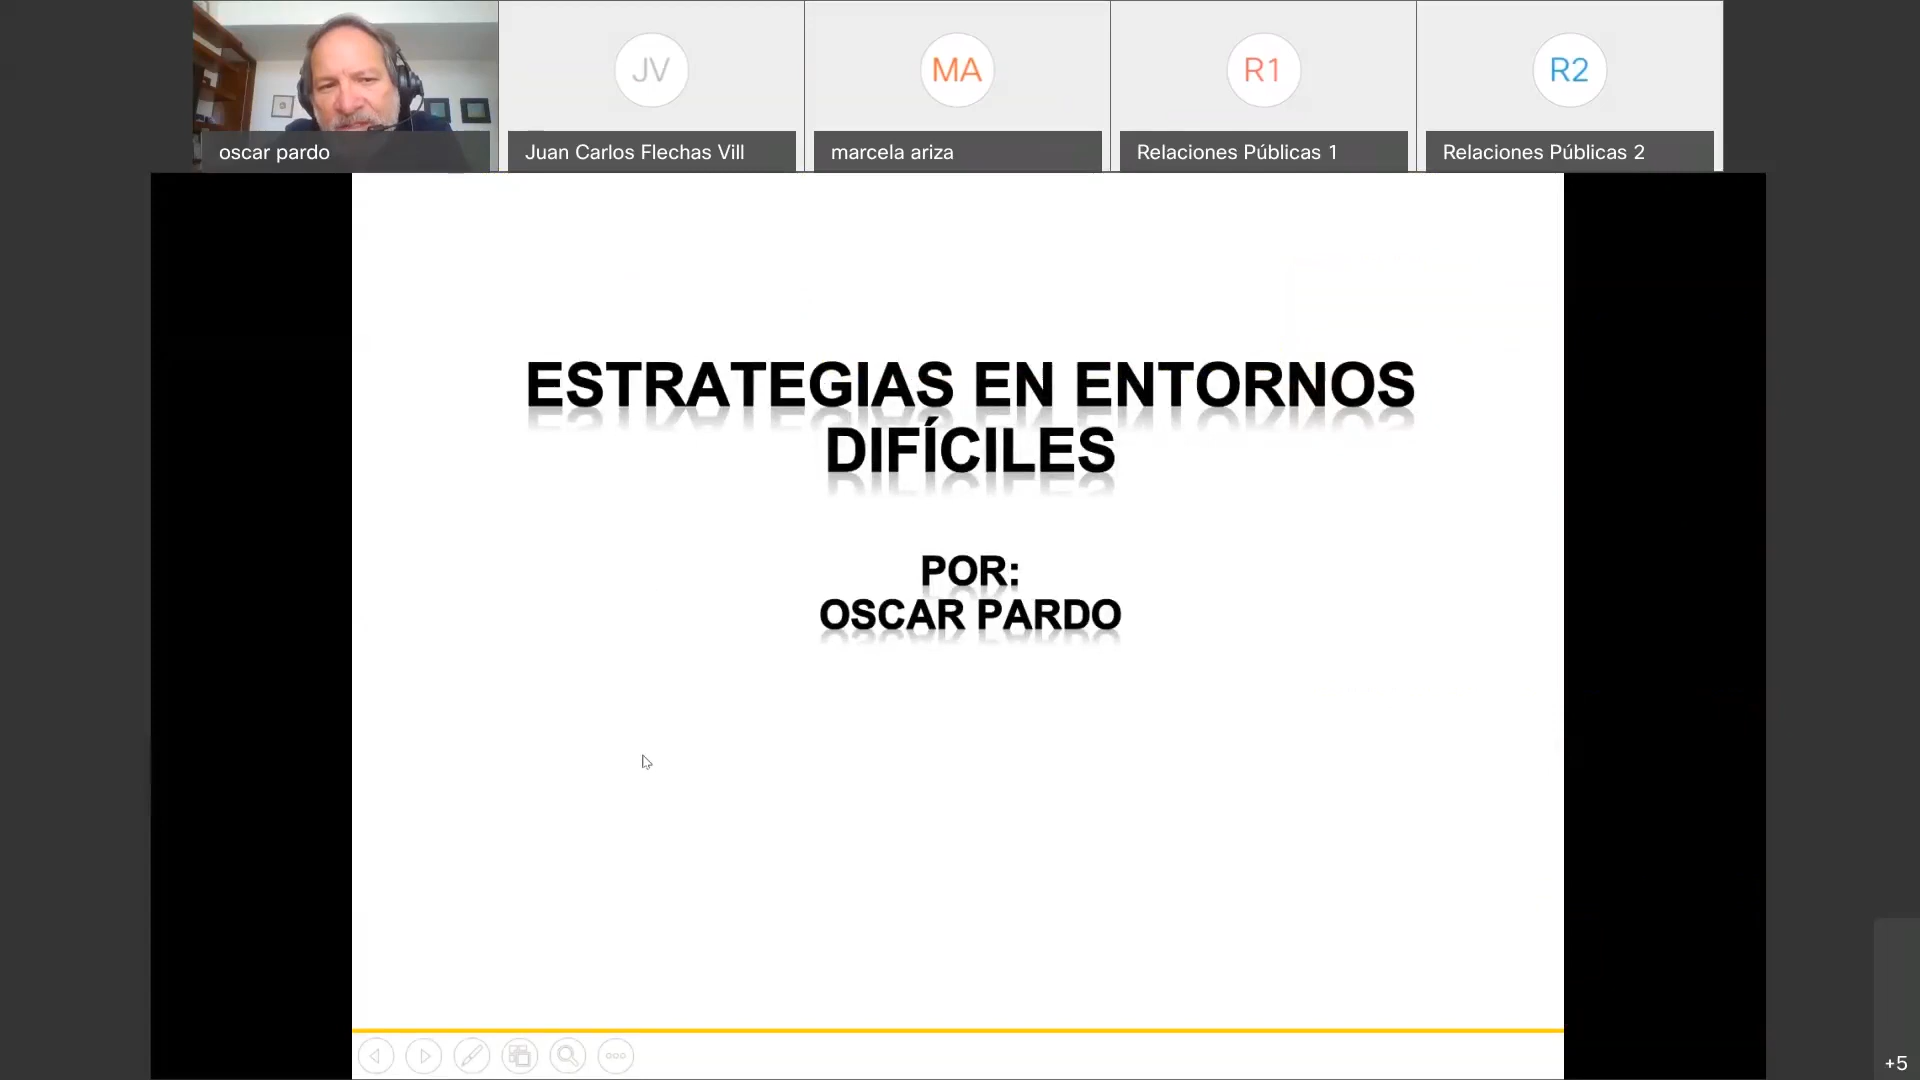 JV
MA
R1
R2
oscar pardo
Juan Carlos Flechas Vill
marcela ariza
Relaciones Públicas 1
Relaciones Públicas 2
ESTRATEGIAS EN ENTORNOS
DIFÍCILES
POR:
OSCAR PARDO
+5